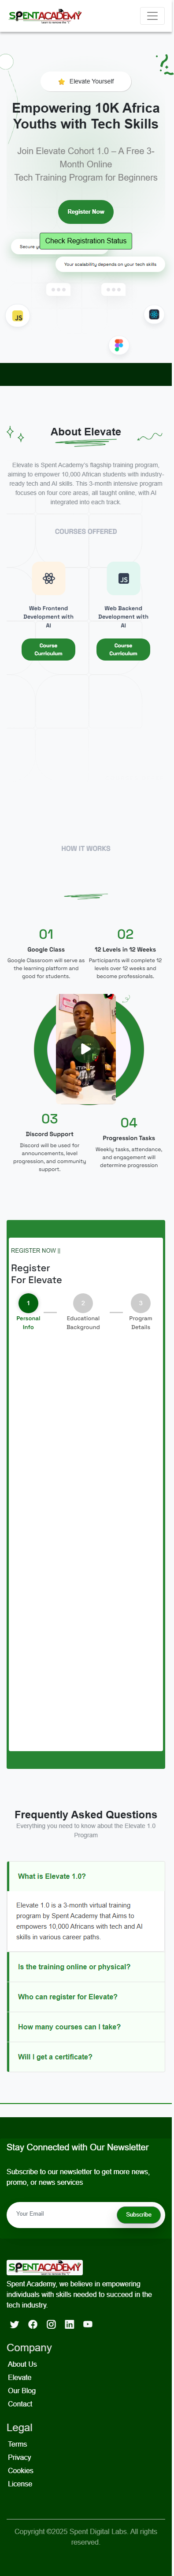 SPENTACADEMY
Elevate Yourself
Empowering 10K Africa
Youths with Tech Skills
Join Elevate Cohort 1.0 – A Free 3-
Month Online
Tech Training Program for Beginners
Register Now
Secure y
Check Registration Status
Your scalability depends on your tech skills
JS
About Elevate
Elevate is Spent Academy's flagship training program,
aiming to empower 10,000 African students with industry-
ready tech and AI skills. This 3-month intensive program
focuses on four core areas, all taught online, with AI
integrated into each track.
COURSES OFFERED
Web Frontend
Development with
AI
Course
Curriculum
JS
Web Backend
Development with
AI
Course
Curriculum
HOW IT WORKS
01
Google Class
Google Classroom will serve as
the learning platform and
good for students.
02
12 Levels in 12 Weeks
Participants will complete 12
levels over 12 weeks and
become professionals.
03
Discord Support
Discord will be used for
announcements, level
progression, and community
support.
04
Progression Tasks
Weekly tasks, attendance,
and engagement will
determine progression
REGISTER NOW ||
Register
For Elevate
1
Personal
Info
2
Educational
Background
3
Program
Details
Frequently Asked Questions
Everything you need to know about the Elevate 1.0
Program
What is Elevate 1.0?
Elevate 1.0 is a 3-month virtual training
program by Spent Academy that Aims to
empowers 10,000 Africans with tech and AI
skills in various career paths.
Is the training online or physical?
Who can register for Elevate?
How many courses can I take?
Will I get a certificate?
Stay Connected with Our Newsletter
Subscribe to our newsletter to get more news,
promo, or news services
Your Email
Subscribe
SPENTACADEMY
Spent Academy, we believe in empowering
individuals with skills needed to succeed in the
tech industry.
Company
About Us
Elevate
Our Blog
Contact
Legal
Terms
Privacy
Cookies
License
Copyright ©2025 Spent Digital Labs. All rights
reserved.